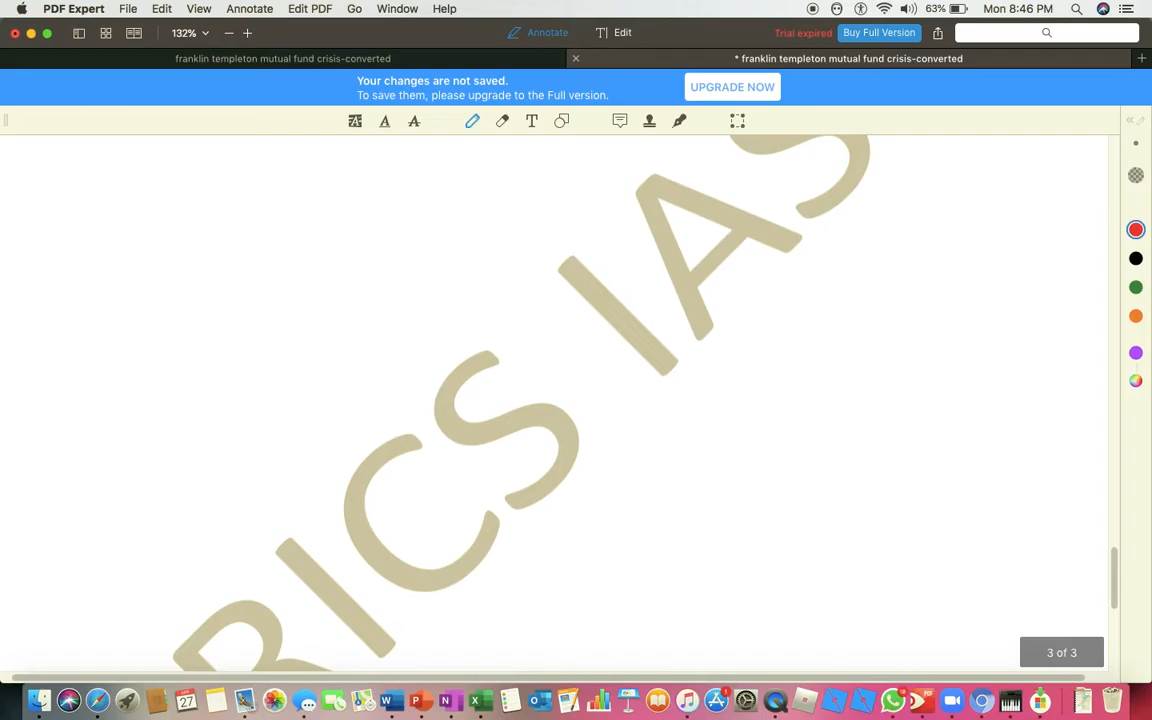 PDF Expert File Edit View Annotate Edit PDF Go Window Help 63% Mon 8:46 PM
132% Annotate Edit Trial expired Buy Full Version
franklin templeton mutual fund crisis-converted * franklin templeton mutual fund crisis-converted
Your changes are not saved.
To save them, please upgrade to the Full version.
UPGRADE NOW
RICS IAS
3 of 3
27